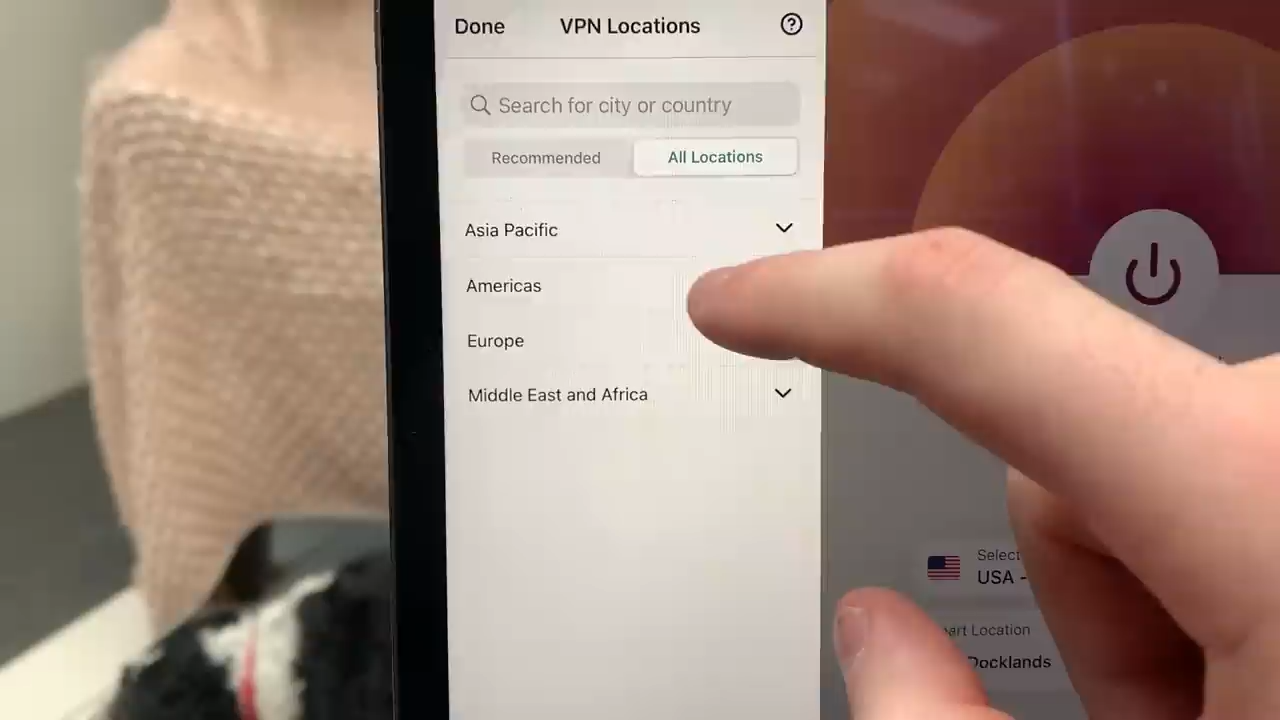 Done
VPN Locations
Search for city or country
Recommended
All Locations
Asia Pacific
Americas
Europe
Middle East and Africa
Select
USA -
Location
Docklands